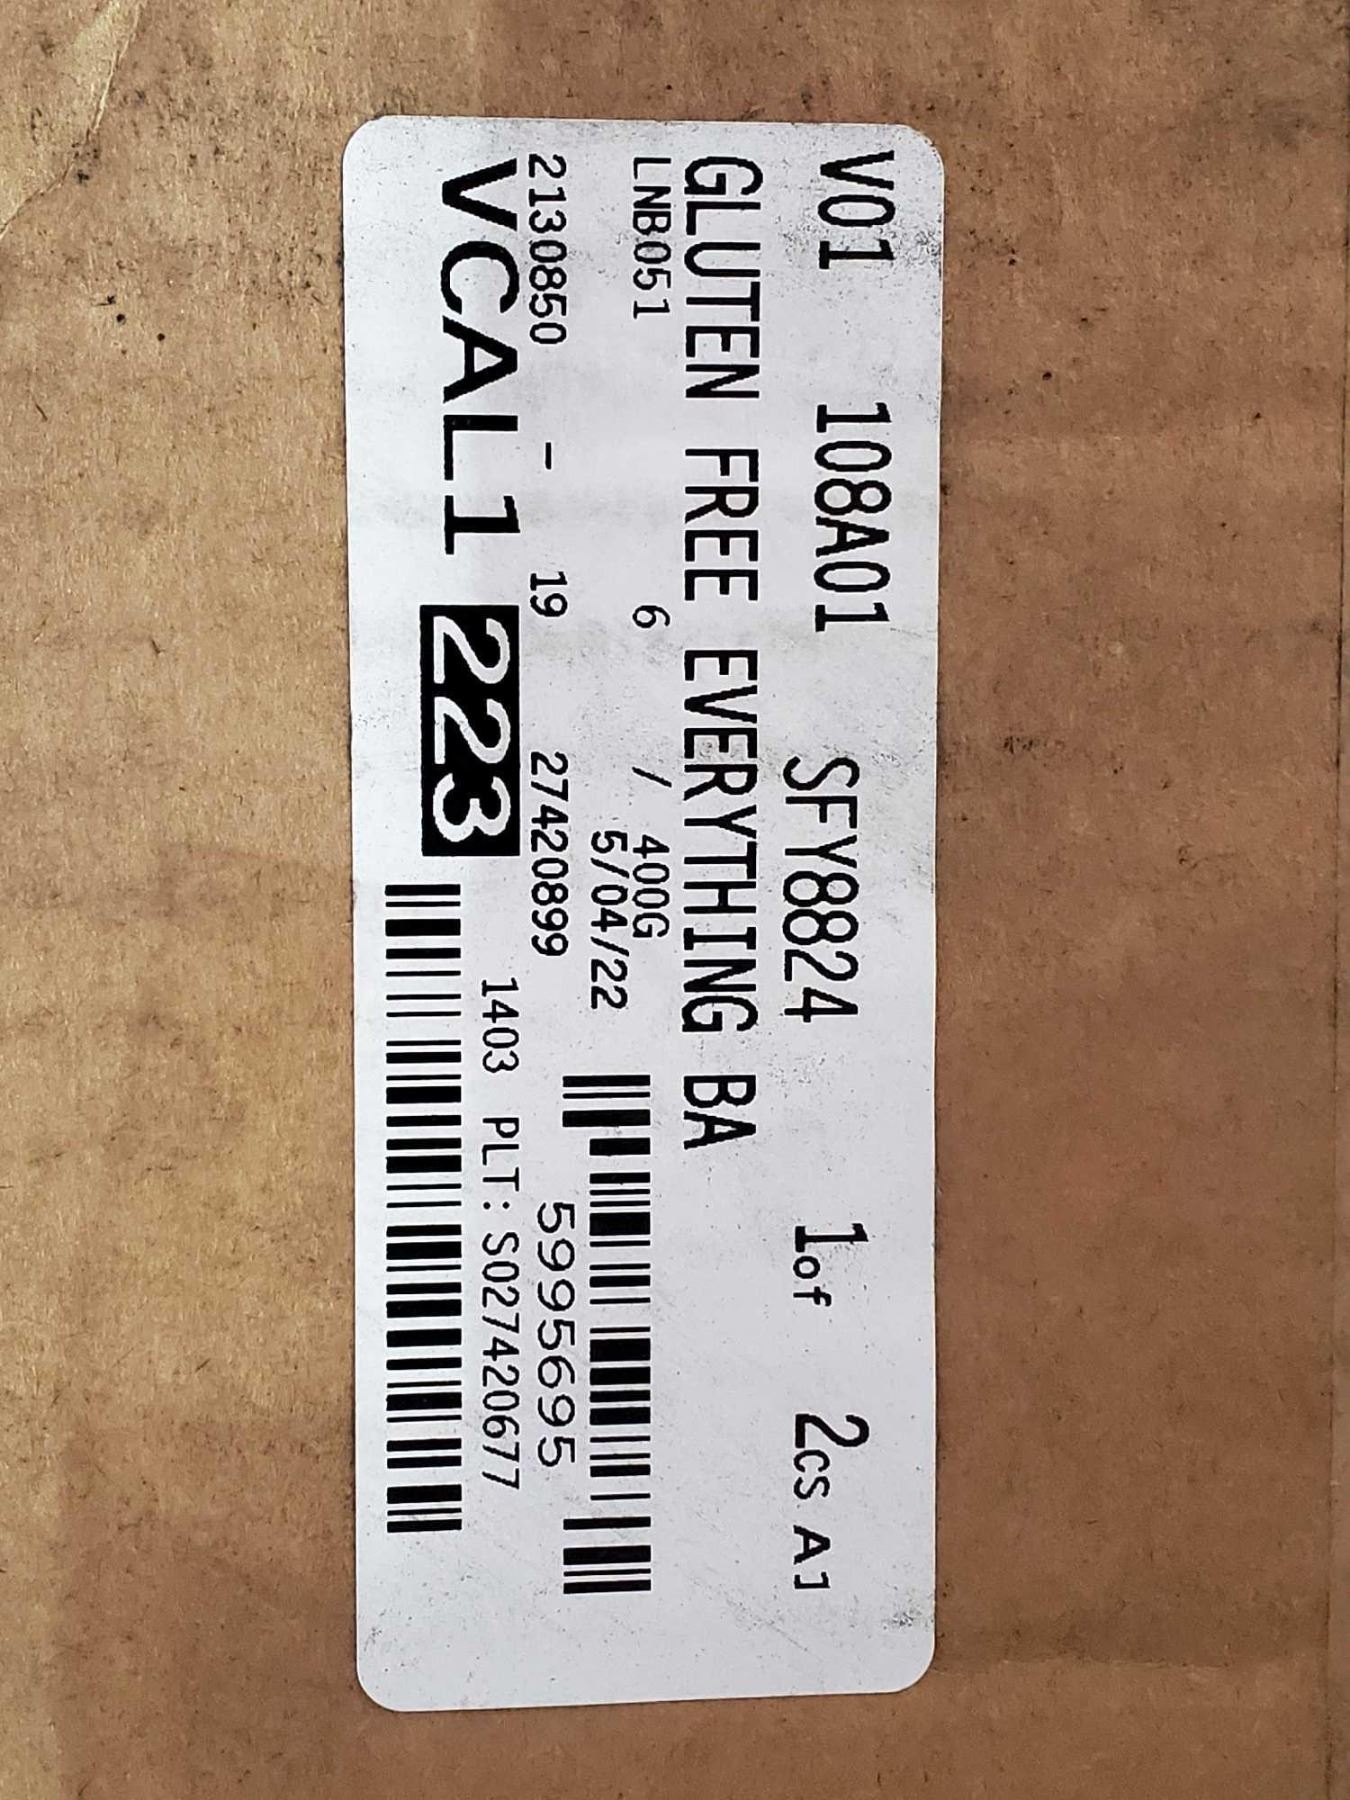 V01 108A01 SFY8824 1of 2CS A1
GLUTEN FREE EVERYTHING BA
LNB051 6 / 400G
5/04/22
2130850 - 19 27420899 59995695
VCAL1 223 1403 PLT: S027420677